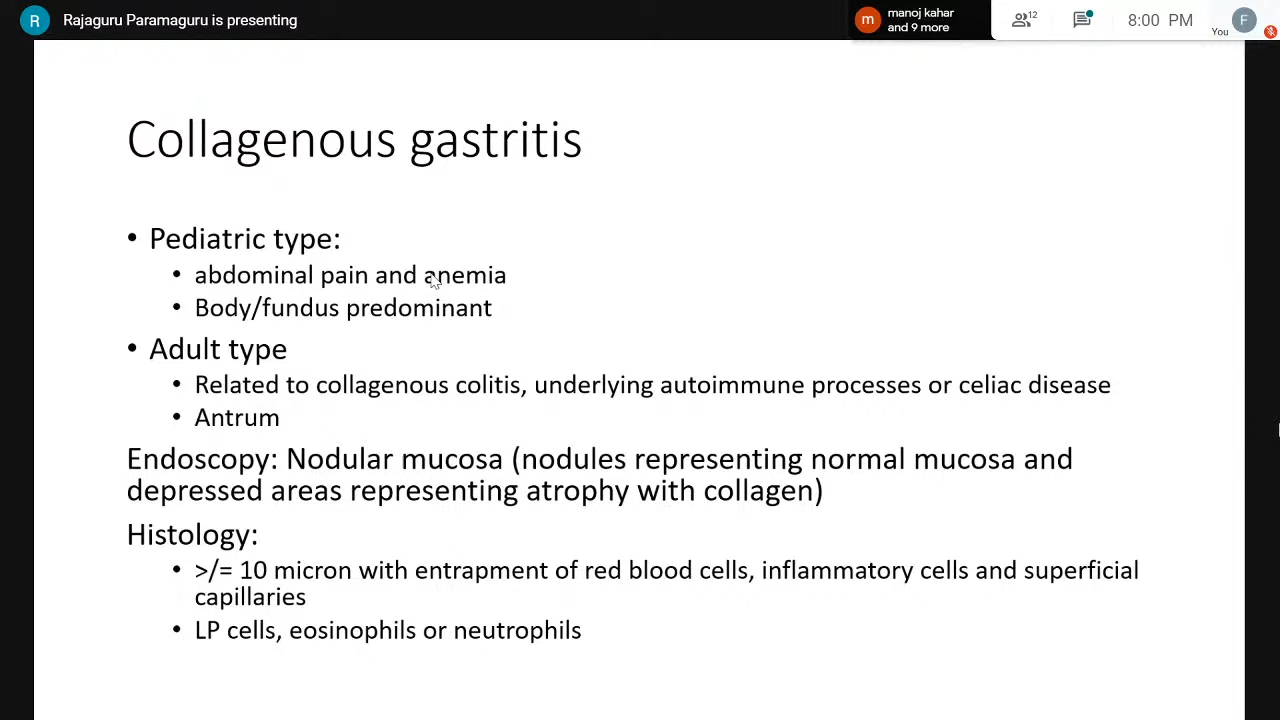 R Rajaguru Paramaguru is presenting
m manoj kahar
and 9 more
12
8:00 PM
You
F
Collagenous gastritis
• Pediatric type:
• abdominal pain and anemia
• Body/fundus predominant
• Adult type
• Related to collagenous colitis, underlying autoimmune processes or celiac disease
• Antrum
Endoscopy: Nodular mucosa (nodules representing normal mucosa and
depressed areas representing atrophy with collagen)
Histology:
• >/= 10 micron with entrapment of red blood cells, inflammatory cells and superficial
capillaries
• LP cells, eosinophils or neutrophils